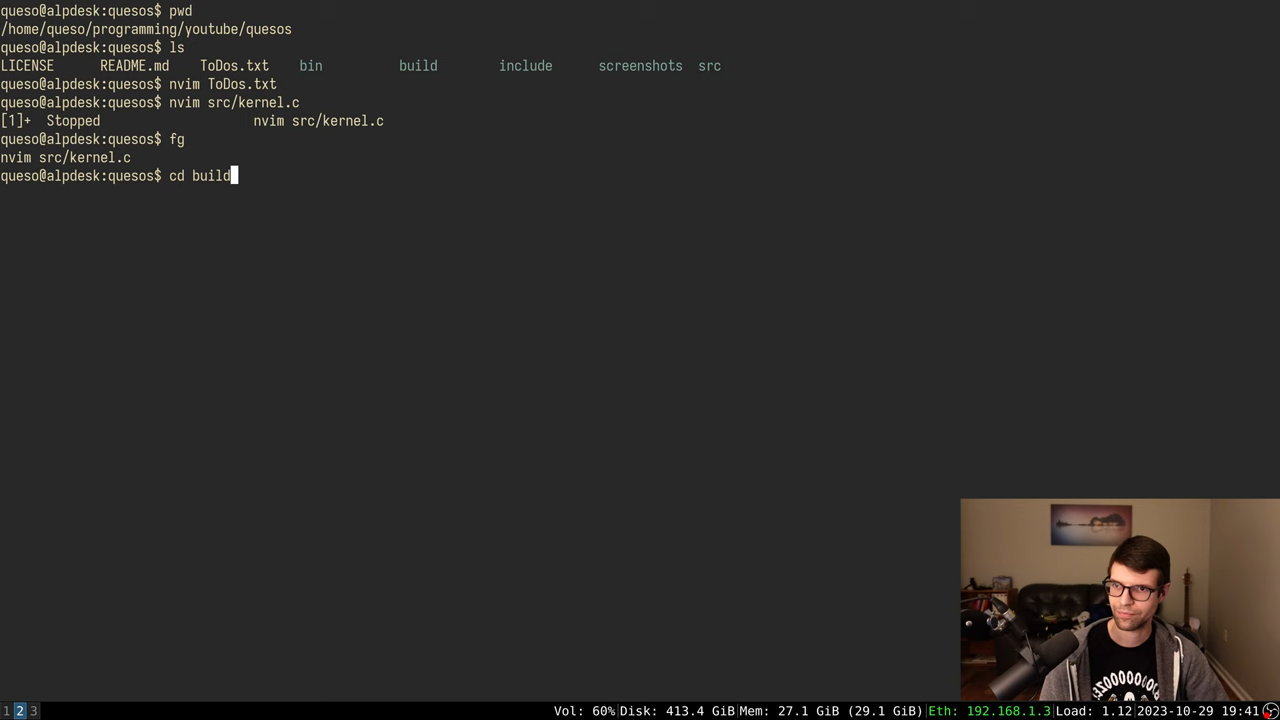 queso@alpdesk:quesos$ pwd
/home/queso/programming/youtube/quesos
queso@alpdesk:quesos$ ls
LICENSE README.md ToDos.txt bin build include screenshots src
queso@alpdesk:quesos$ nvim ToDos.txt
queso@alpdesk:quesos$ nvim src/kernel.c
[1]+ Stopped nvim src/kernel.c
queso@alpdesk:quesos$ fg
nvim src/kernel.c
queso@alpdesk:quesos$ cd build
1 2 3 Vol: 60%|Disk: 413.4 GiB|Mem: 27.1 GiB (29.1 GiB)|Eth: 192.168.1.3|Load: 1.12|2023-10-29 19:41